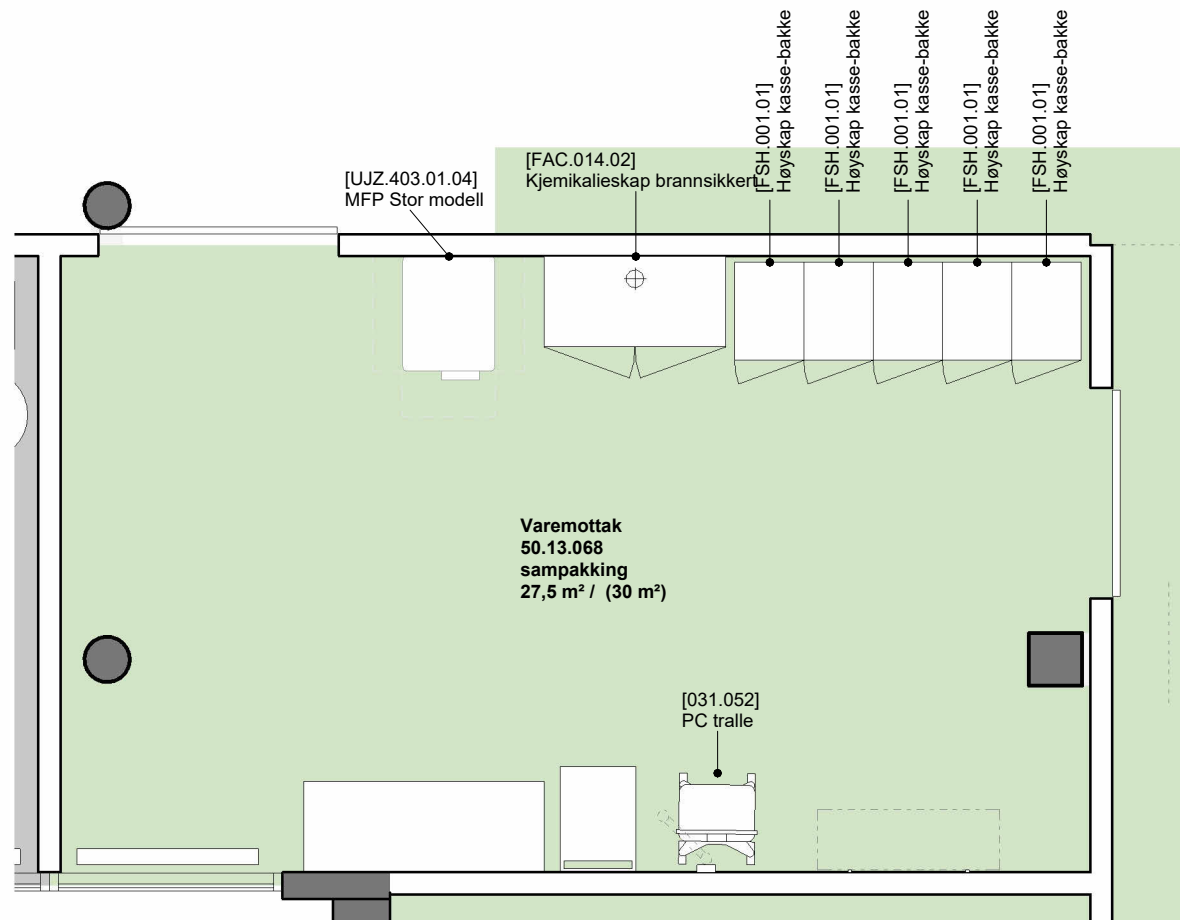 [FSH.001.01]
Høyskap kasse-bakke
[FSH.001.01]
Høyskap kasse-bakke
[FSH.001.01]
Høyskap kasse-bakke
[FSH.001.01]
Høyskap kasse-bakke
[FSH.001.01]
Høyskap kasse-bakke
[FAC.014.02]
Kjemikalieskap brannsikkert
[UJZ.403.01.04]
MFP Stor modell
Varemottak
50.13.068
sampakking
27,5 m² / (30 m²)
[031.052]
PC tralle